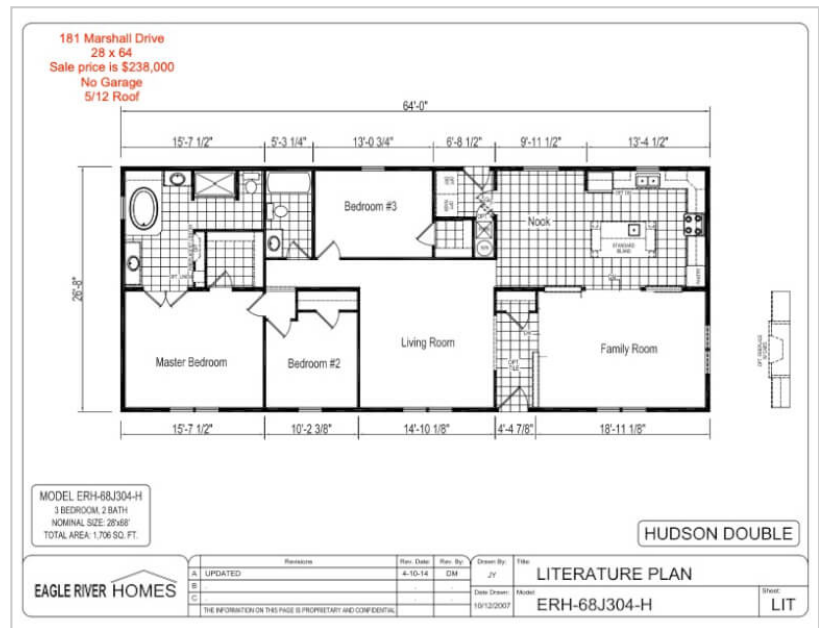 181 Marshall Drive
28 x 64
Sale price is $238,000
No Garage
5/12 Roof
64'-0"
15'-7 1/2" 5'-3 1/4" 13'-0 3/4" 6'-8 1/2" 9'-11 1/2" 13'-4 1/2"
26'-8"
Bedroom #3
Nook
STANDARD
ISLAND
Master Bedroom
Bedroom #2
Living Room
OPT.
TILE
Family Room
15'-7 1/2" 10'-2 3/8" 14'-10 1/8" 4'-4 7/8" 18'-11 1/8"
MODEL ERH-68J304-H
3 BEDROOM, 2 BATH
NOMINAL SIZE: 28'x68'
TOTAL AREA: 1,706 SQ. FT.
HUDSON DOUBLE
EAGLE RIVER HOMES
Revisions Rev. Date: Rev. By:
A UPDATED 4-10-14 DM
B
C
THE INFORMATION ON THIS PAGE IS PROPRIETARY AND CONFIDENTIAL
Drawn By:
JY
Date Drawn:
10/12/2007
Title:
LITERATURE PLAN
Model:
ERH-68J304-H
Sheet:
LIT